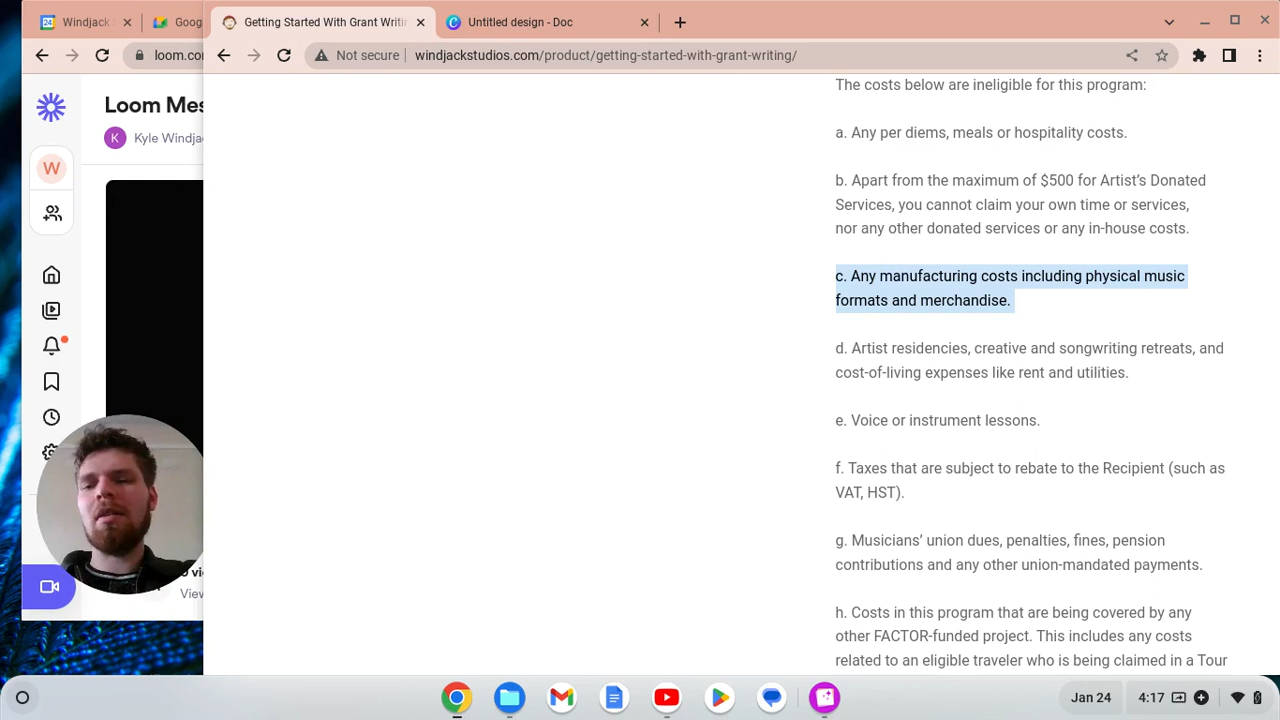 Windjack
Goog
Getting Started With Grant Writin
Untitled design - Doc
loom.co
Not secure
windjackstudios.com/product/getting-started-with-grant-writing/
Loom Mes
K
Kyle Windja
W
The costs below are ineligible for this program:
a. Any per diems, meals or hospitality costs.
b. Apart from the maximum of $500 for Artist's Donated
Services, you cannot claim your own time or services,
nor any other donated services or any in-house costs.
c. Any manufacturing costs including physical music
formats and merchandise.
d. Artist residencies, creative and songwriting retreats, and
cost-of-living expenses like rent and utilities.
e. Voice or instrument lessons.
f. Taxes that are subject to rebate to the Recipient (such as
VAT, HST).
g. Musicians' union dues, penalties, fines, pension
contributions and any other union-mandated payments.
h. Costs in this program that are being covered by any
other FACTOR-funded project. This includes any costs
related to an eligible traveler who is being claimed in a Tour
View
Jan 24
4:17